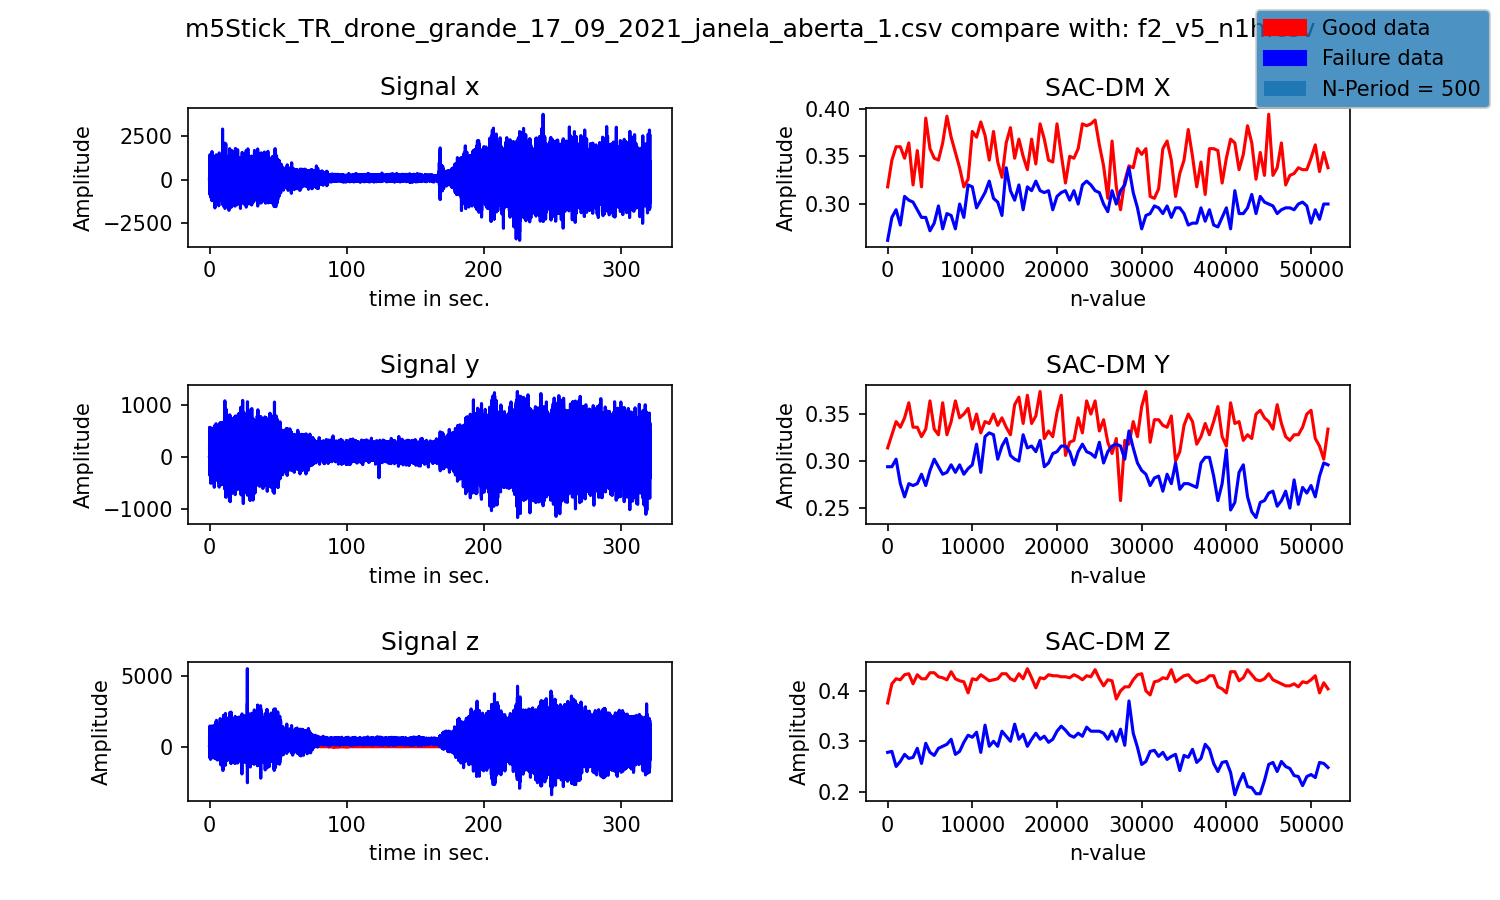 m5Stick_TR_drone_grande_17_09_2021_janela_aberta_1.csv compare with: f2_v5_n1
Good data
Failure data
N-Period = 500
Signal x
SAC-DM X
Amplitude
2500
0
−2500
0 100 200 300
time in sec.
Amplitude
0.40
0.35
0.30
0 10000 20000 30000 40000 50000
n-value
Signal y
SAC-DM Y
Amplitude
1000
0
−1000
0 100 200 300
time in sec.
Amplitude
0.35
0.30
0.25
0 10000 20000 30000 40000 50000
n-value
Signal z
SAC-DM Z
Amplitude
5000
0
0 100 200 300
time in sec.
Amplitude
0.4
0.3
0.2
0 10000 20000 30000 40000 50000
n-value